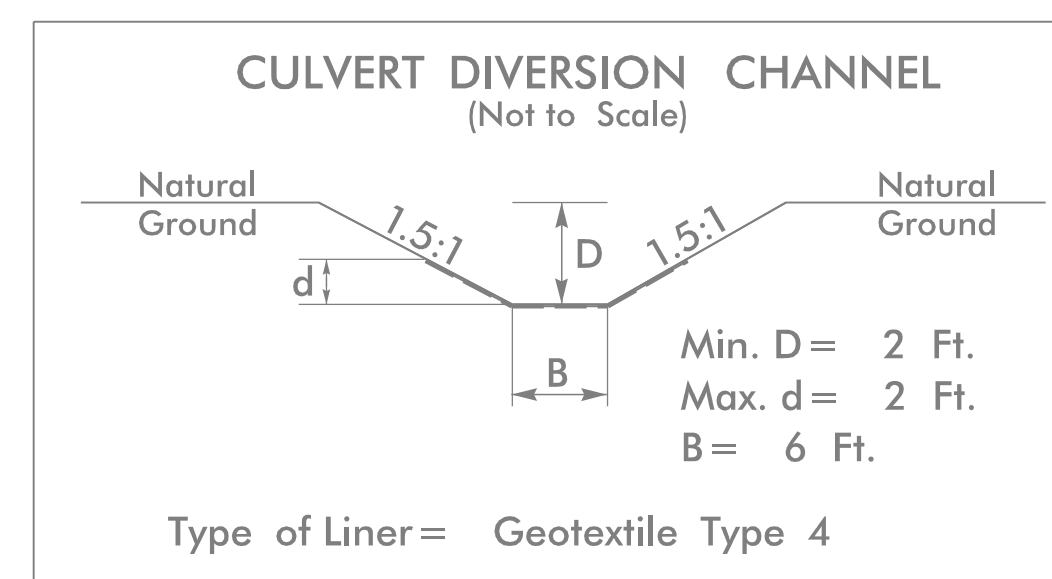 CULVERT DIVERSION CHANNEL
(Not to Scale)
Natural
Ground
1.5:1
D
1.5:1
Natural
Ground
d
B
Min. D = 2 Ft.
Max. d = 2 Ft.
B = 6 Ft.
Type of Liner = Geotextile Type 4